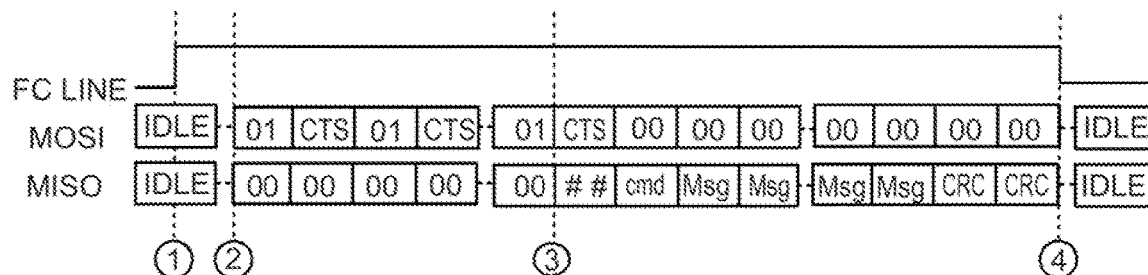 FC LINE
MOSI IDLE 01 CTS 01 CTS 01 CTS 00 00 00 00 00 00 00 IDLE
MISO IDLE 00 00 00 00 00 ## cmd Msg Msg Msg Msg CRC CRC IDLE
1 2 3 4